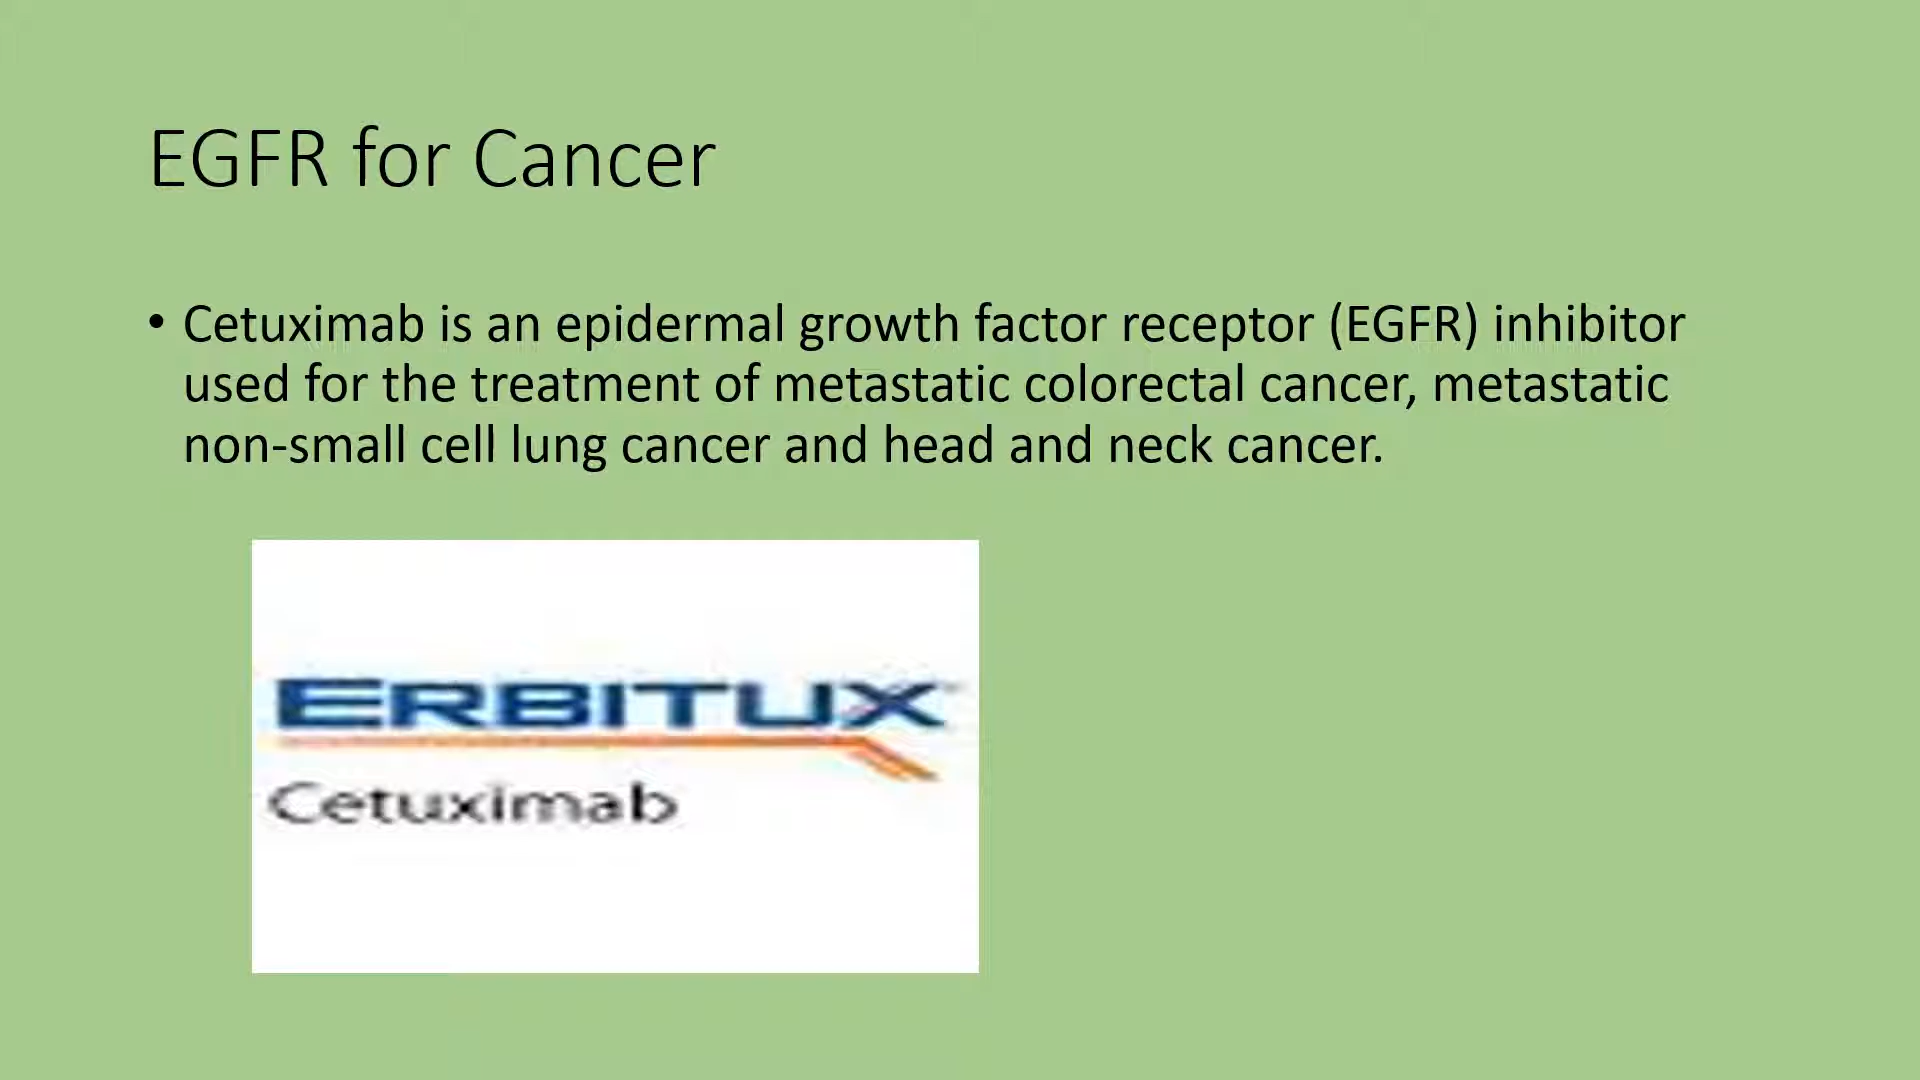 EGFR for Cancer
• Cetuximab is an epidermal growth factor receptor (EGFR) inhibitor
used for the treatment of metastatic colorectal cancer, metastatic
non-small cell lung cancer and head and neck cancer.
ERBITUX
Cetuximab